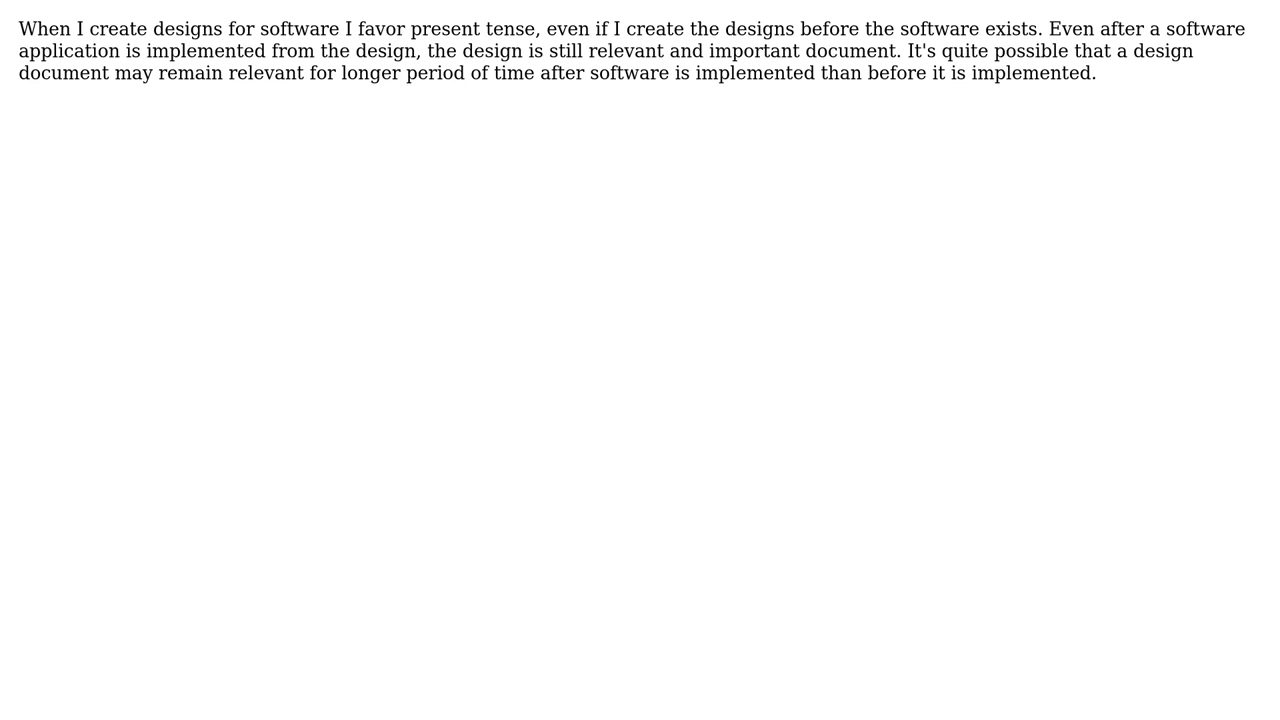 When I create designs for software I favor present tense, even if I create the designs before the software exists. Even after a software
application is implemented from the design, the design is still relevant and important document. It's quite possible that a design
document may remain relevant for longer period of time after software is implemented than before it is implemented.